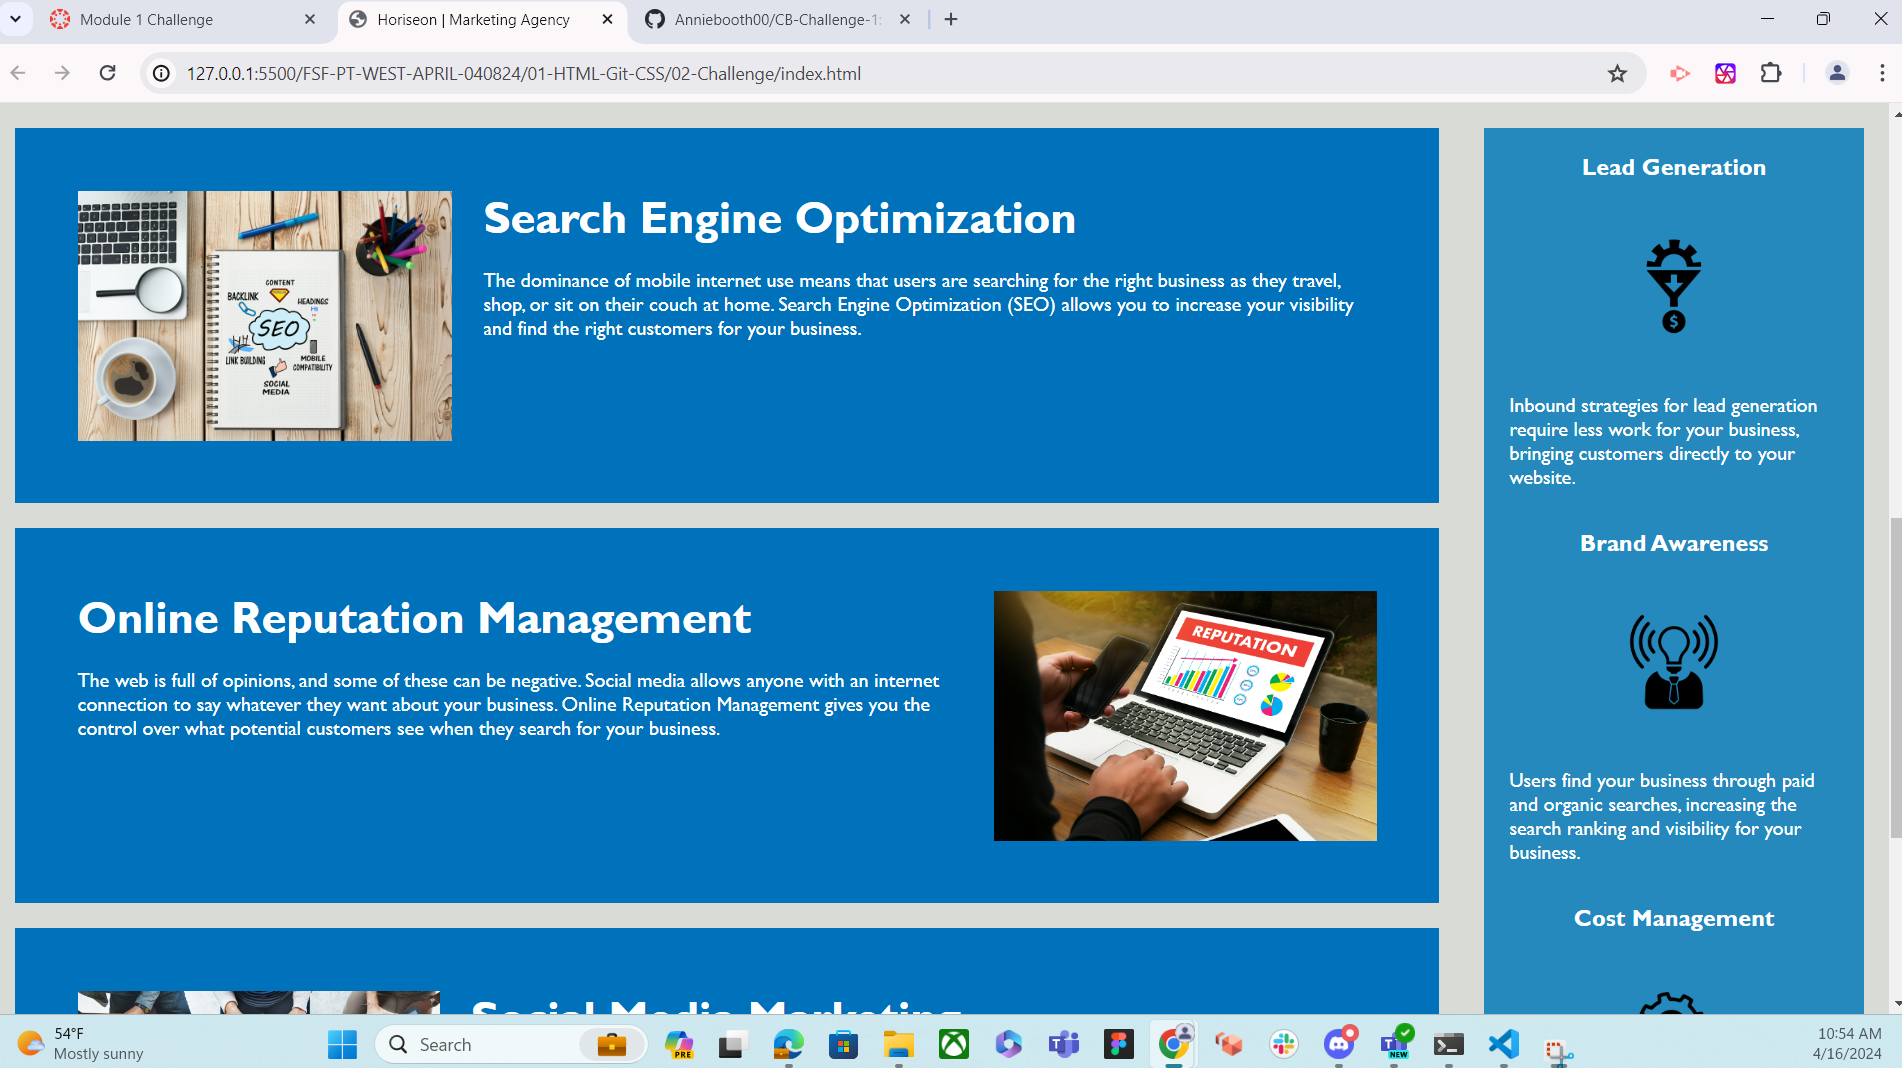 Module 1 Challenge
Horiseon | Marketing Agency
Anniebooth00/CB-Challenge-1:
127.0.0.1:5500/FSF-PT-WEST-APRIL-040824/01-HTML-Git-CSS/02-Challenge/index.html
CONTENT
BACKLINK
HEADINGS
SEO
LINK BUILDING
MOBILE
COMPATIBILITY
SOCIAL
MEDIA
Search Engine Optimization
The dominance of mobile internet use means that users are searching for the right business as they travel,
shop, or sit on their couch at home. Search Engine Optimization (SEO) allows you to increase your visibility
and find the right customers for your business.
Online Reputation Management
The web is full of opinions, and some of these can be negative. Social media allows anyone with an internet
connection to say whatever they want about your business. Online Reputation Management gives you the
control over what potential customers see when they search for your business.
REPUTATION
Social Media Marketing
Lead Generation
$
Inbound strategies for lead generation
require less work for your business,
bringing customers directly to your
website.
Brand Awareness
Users find your business through paid
and organic searches, increasing the
search ranking and visibility for your
business.
Cost Management
54°F
Mostly sunny
Search
PRE
NEW
10:54 AM
4/16/2024